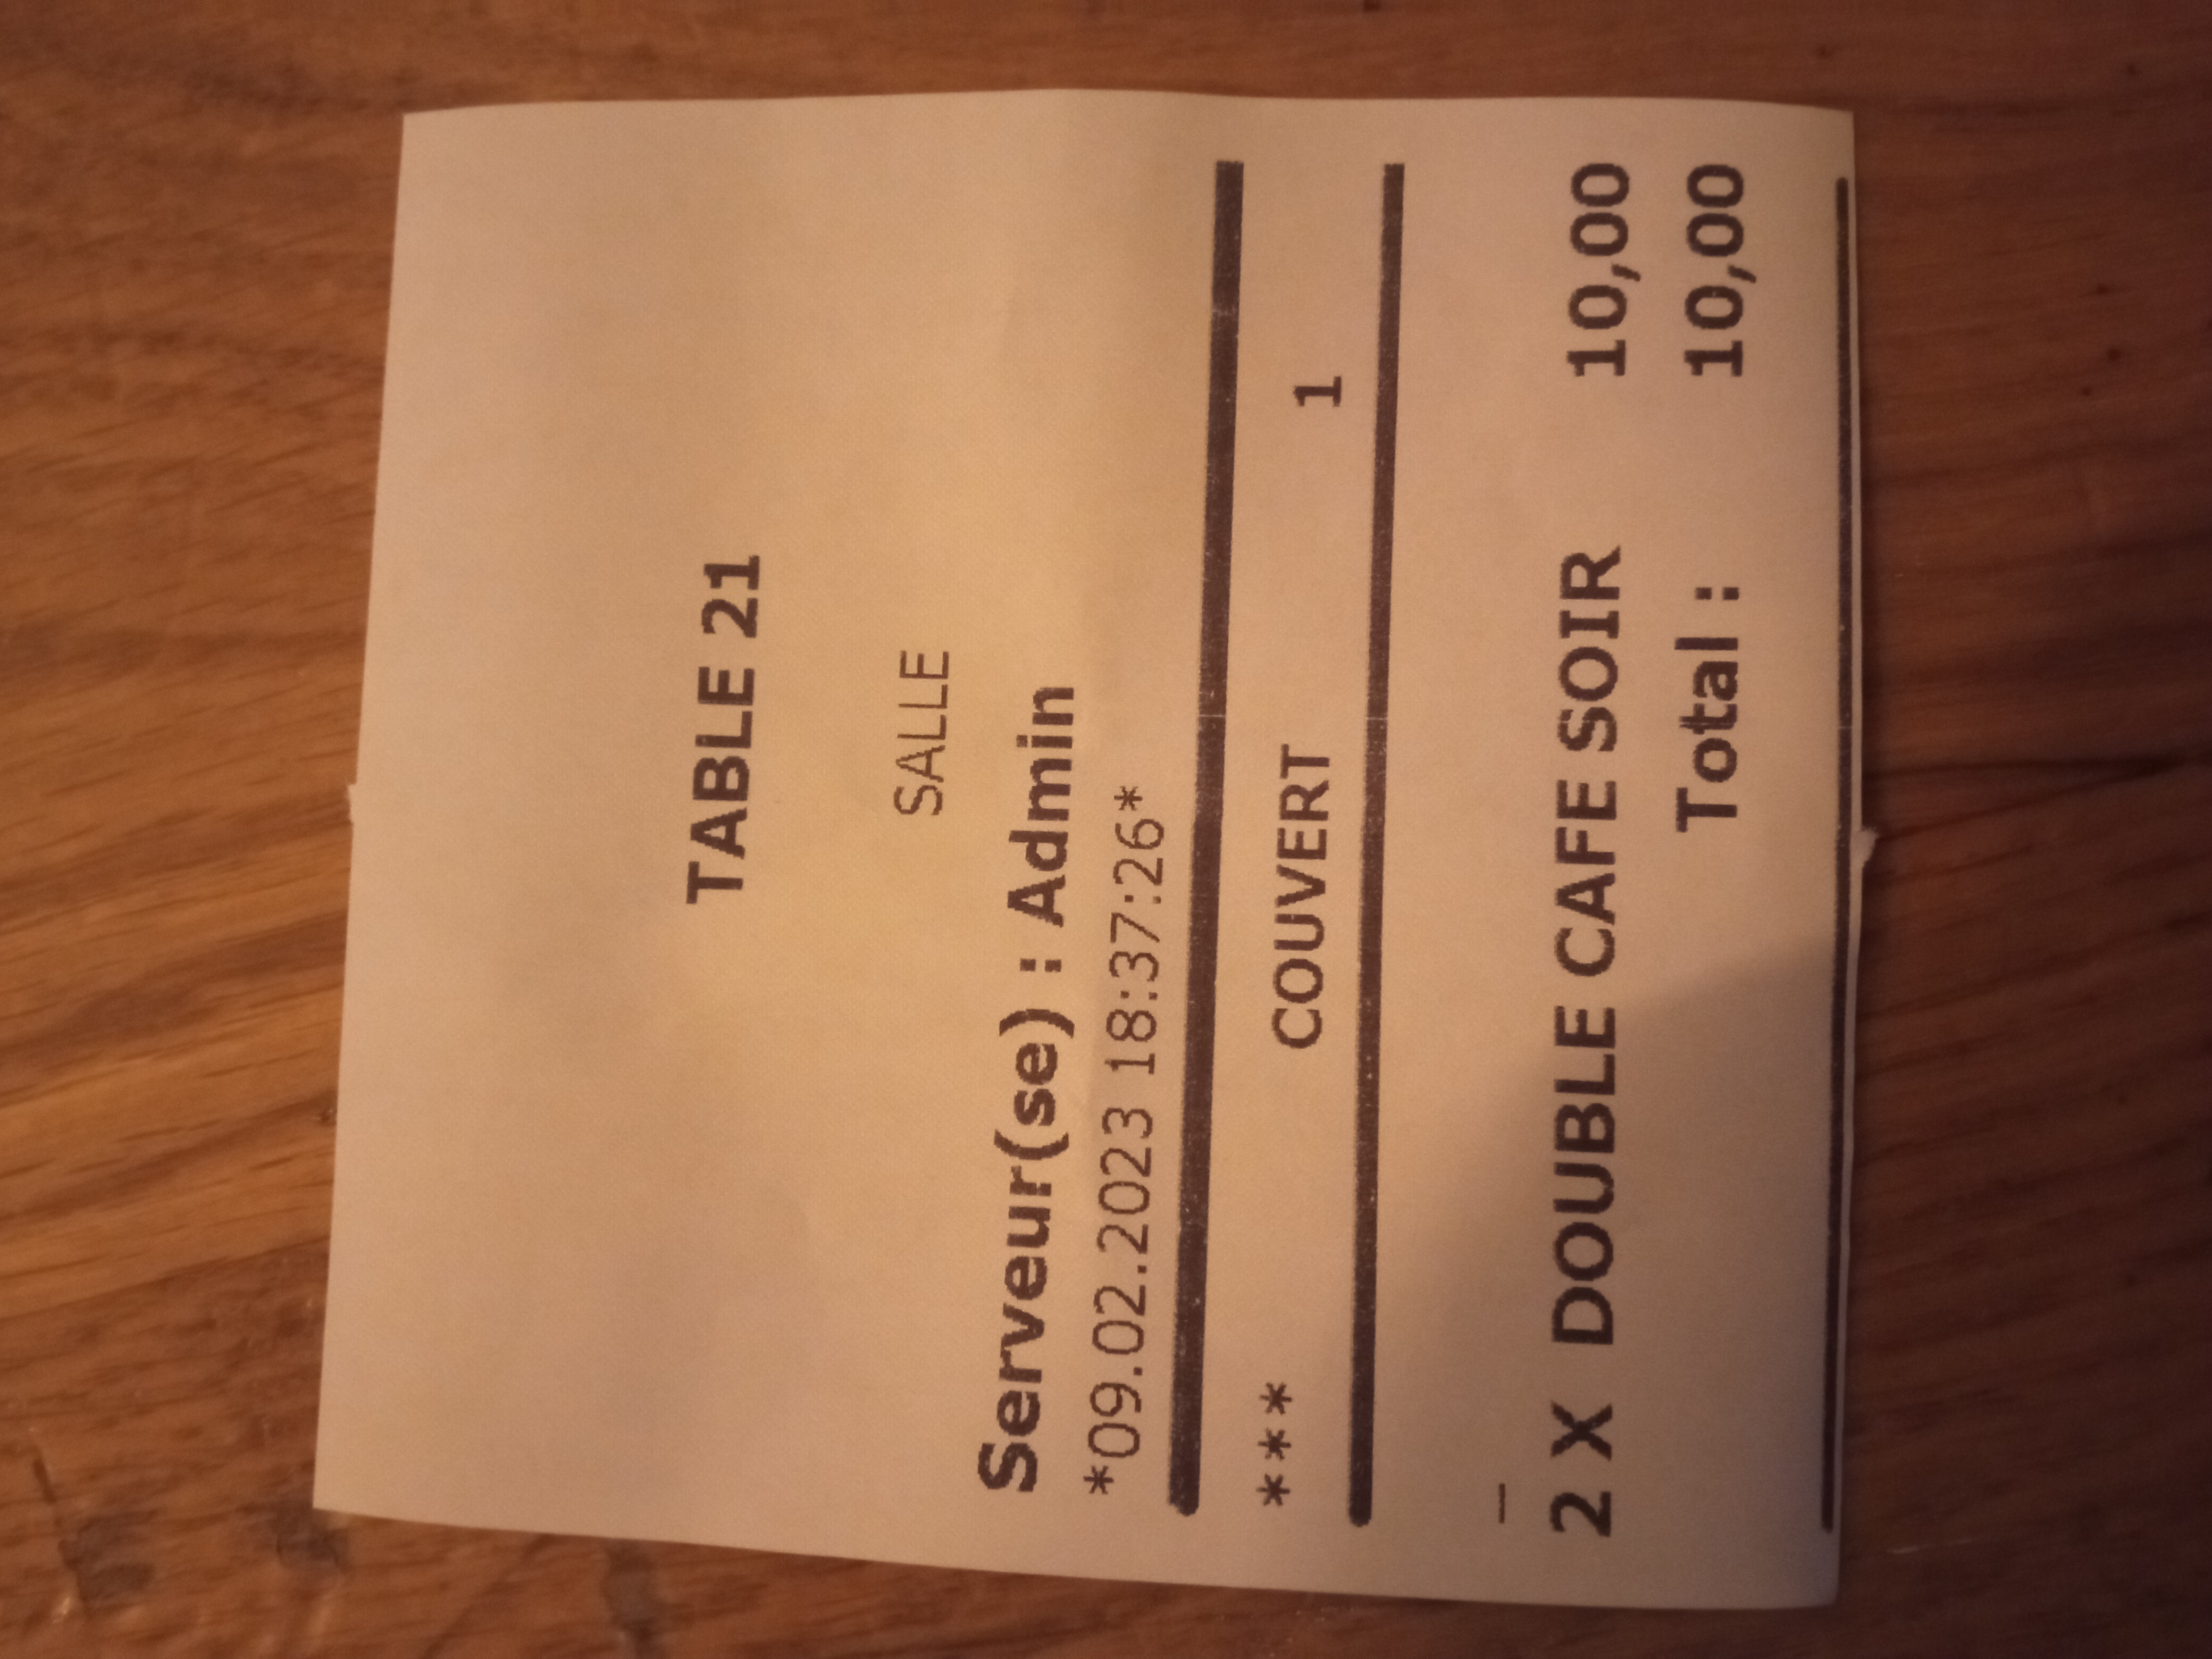 TABLE 21
SALLE
Serveur(se) : Admin
*09.02.2023 18:37:26*
*** COUVERT 1
_
2 X DOUBLE CAFE SOIR 10,00
Total : 10,00